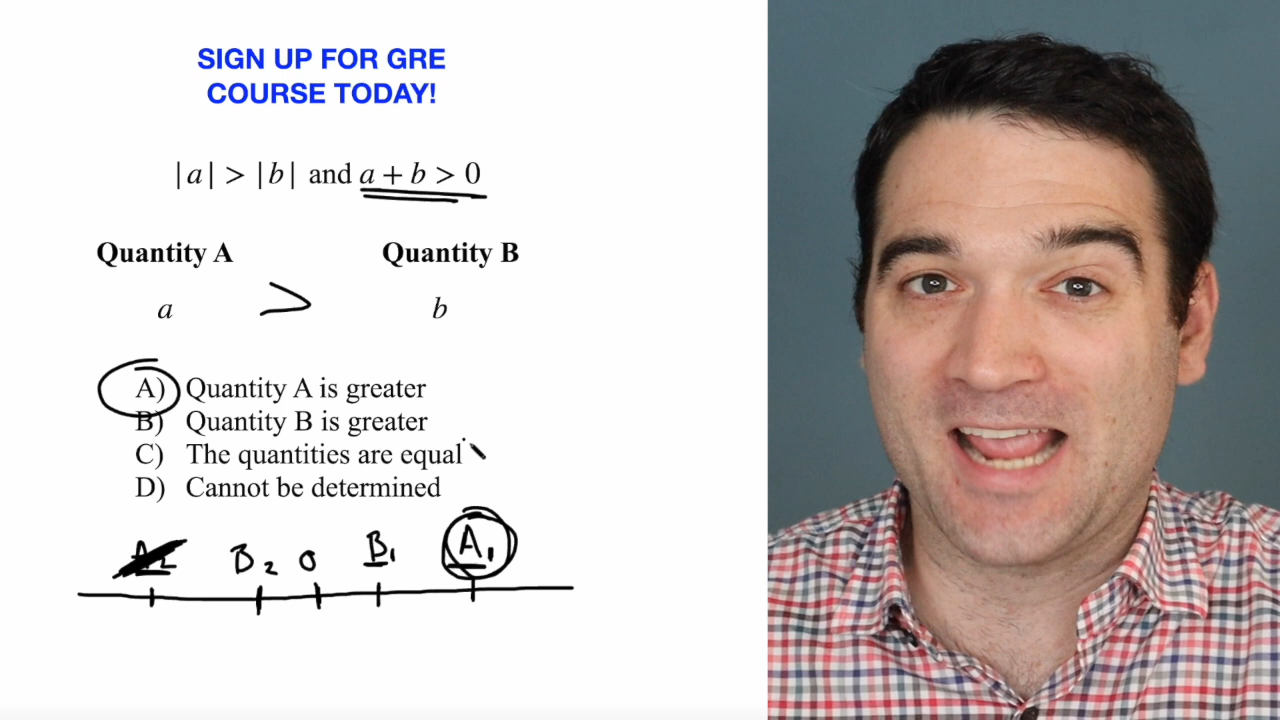 SIGN UP FOR GRE
COURSE TODAY!
|a| > |b| and a + b > 0
Quantity A Quantity B
a > b
A) Quantity A is greater
B) Quantity B is greater
C) The quantities are equal
D) Cannot be determined
B₂ 0 B₁ A₁